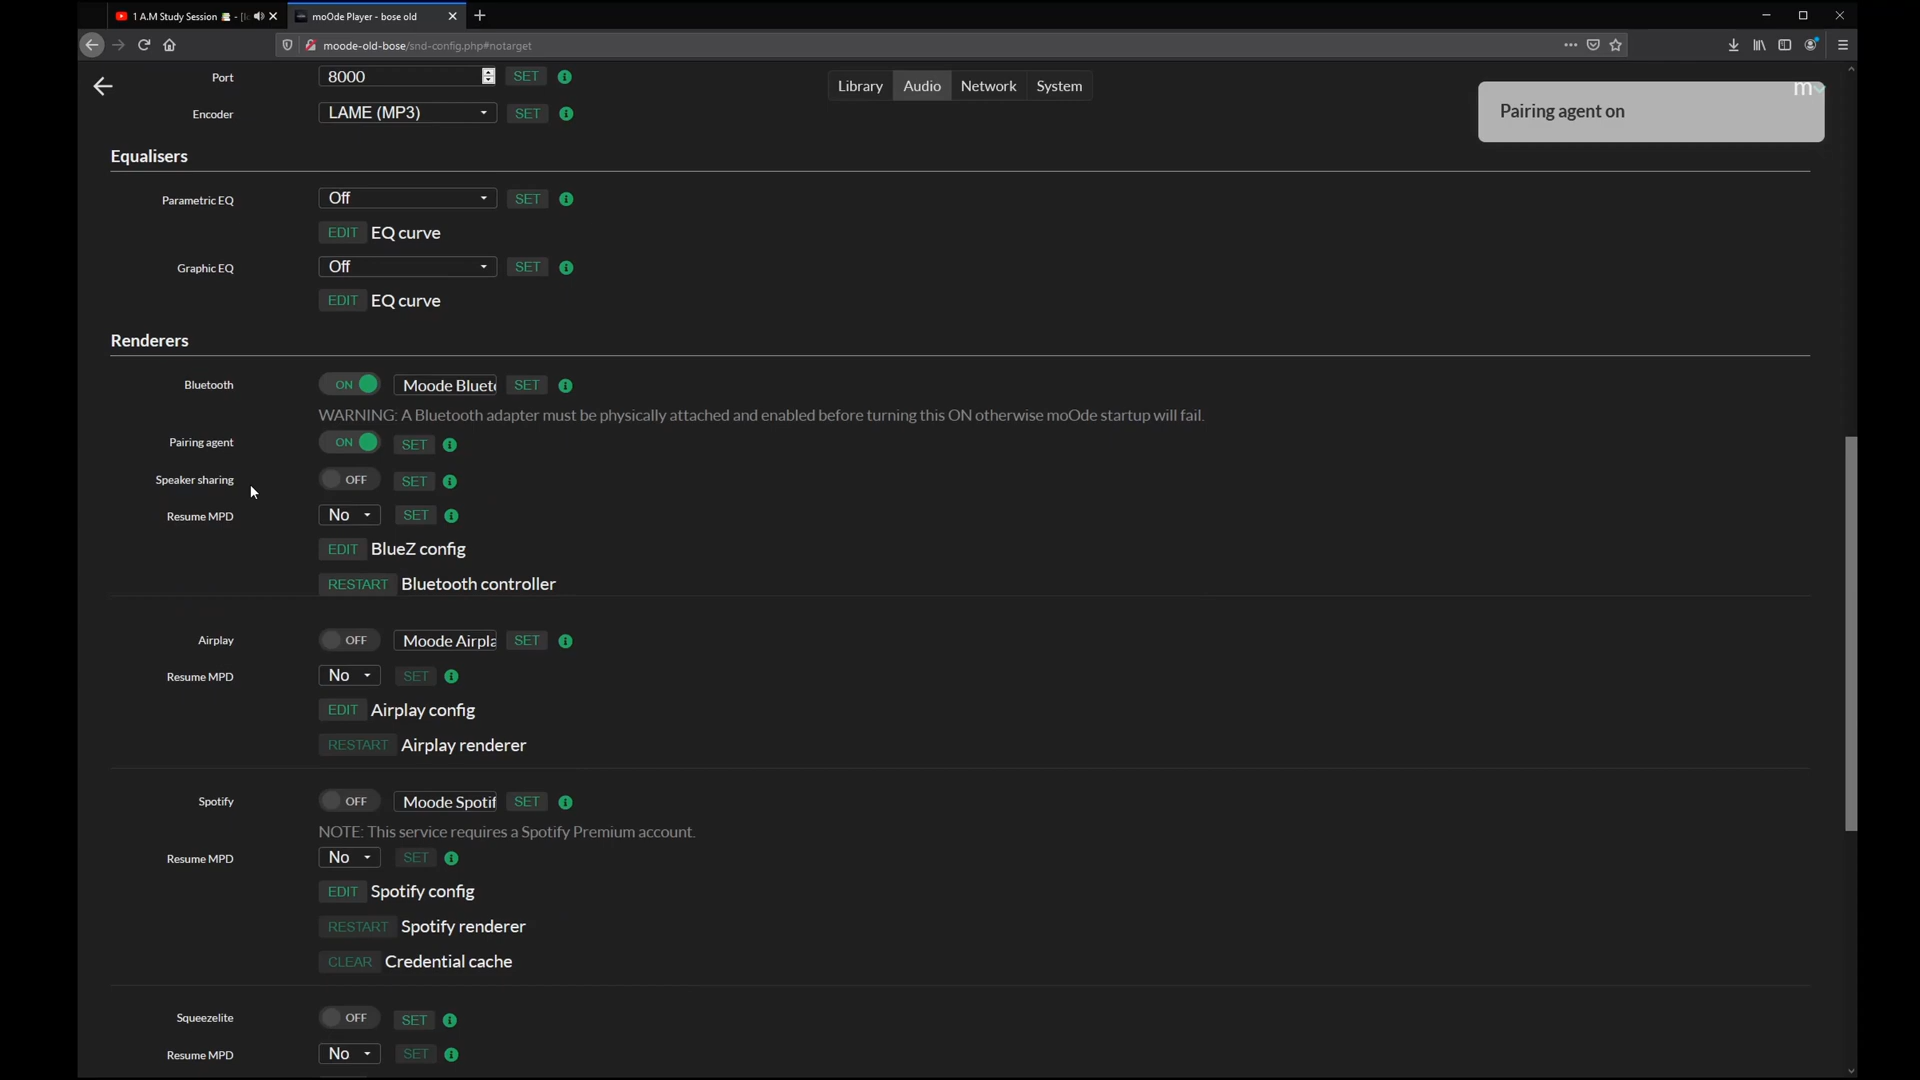 1 A.M Study Session
moOde Player - bose old
moode-old-bose/snd-config.php#notarget
Library Audio Network System
m
Pairing agent on
Port 8000 SET
Encoder LAME (MP3) SET
Equalisers
Parametric EQ Off SET
EDIT EQ curve
Graphic EQ Off SET
EDIT EQ curve
Renderers
Bluetooth ON Moode Bluet SET
WARNING: A Bluetooth adapter must be physically attached and enabled before turning this ON otherwise moOde startup will fail.
Pairing agent ON SET
Speaker sharing OFF SET
Resume MPD No SET
EDIT BlueZ config
RESTART Bluetooth controller
Airplay OFF Moode Airpla SET
Resume MPD No SET
EDIT Airplay config
RESTART Airplay renderer
Spotify OFF Moode Spotif SET
NOTE: This service requires a Spotify Premium account.
Resume MPD No SET
EDIT Spotify config
RESTART Spotify renderer
CLEAR Credential cache
Squeezelite OFF SET
Resume MPD No SET